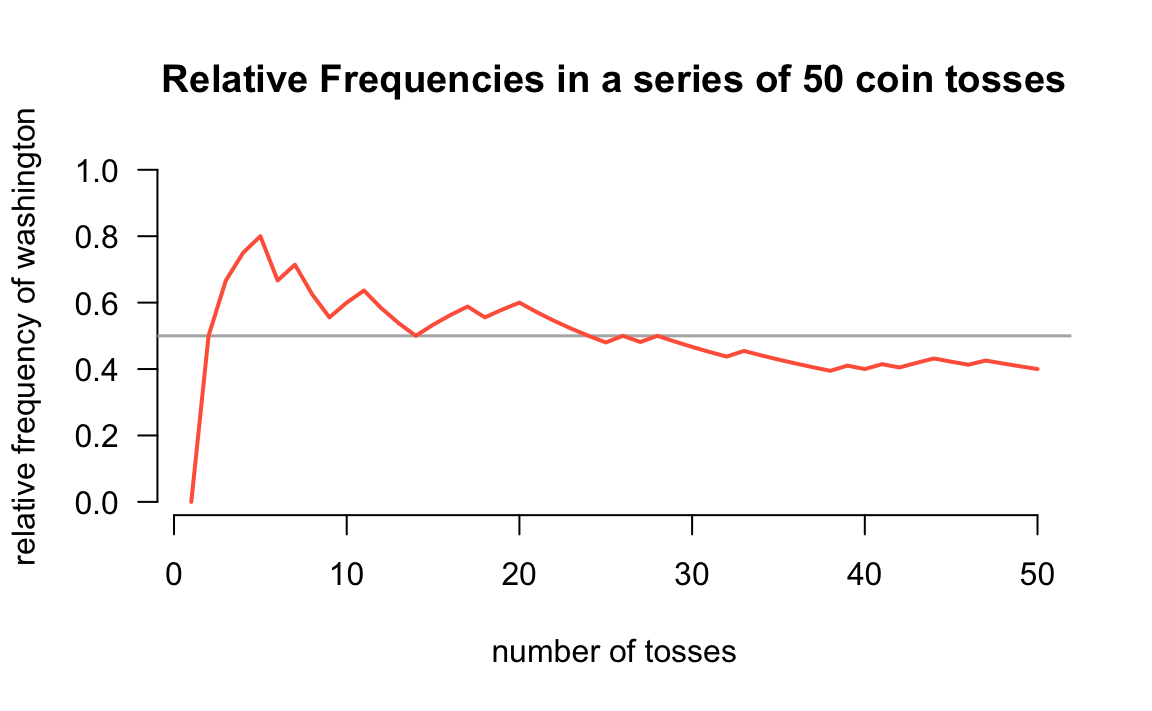 Relative Frequencies in a series of 50 coin tosses
relative frequency of washington
1.0
0.8
0.6
0.4
0.2
0.0
0 10 20 30 40 50
number of tosses